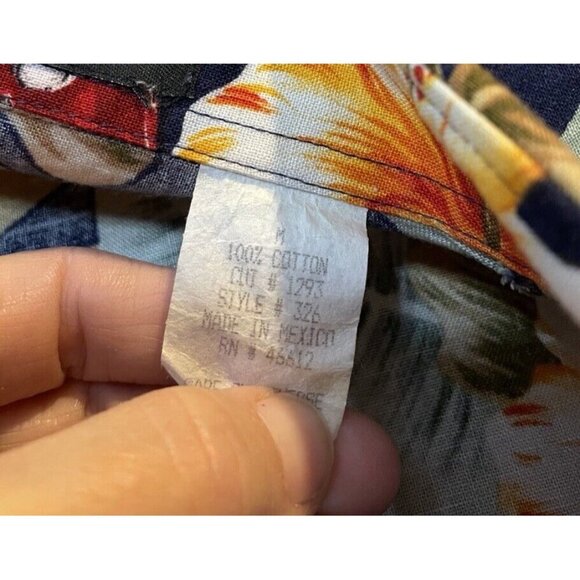 M
100% COTTON
CUT # 1293
STYLE # 326
MADE IN MEXICO
RN # 46612